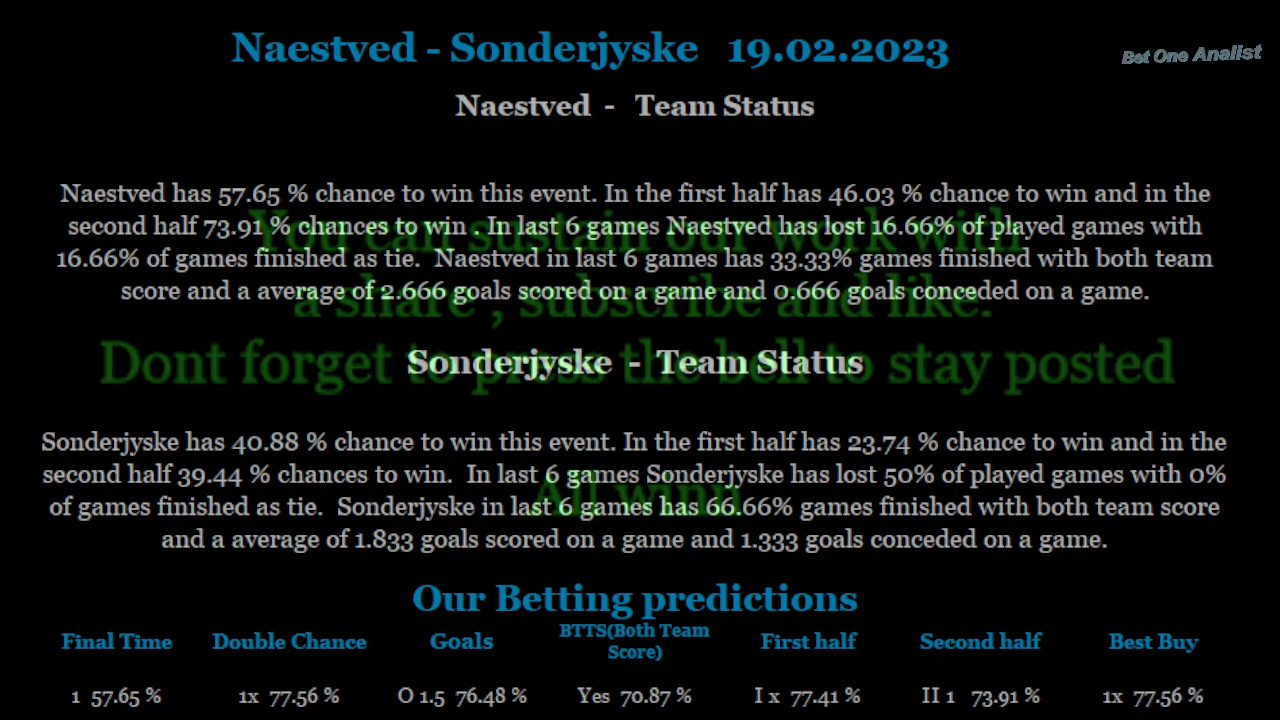 Naestved - Sonderjyske 19.02.2023
Bet One Analist
Naestved - Team Status
Naestved has 57.65 % chance to win this event. In the first half has 46.03 % chance to win and in the
second half 73.91 % chances to win . In last 6 games Naestved has lost 16.66% of played games with
You can sustain our work with
16.66% of games finished as tie. Naestved in last 6 games has 33.33% games finished with both team
score and a average of 2.666 goals scored on a game and 0.666 goals conceded on a game.
a share , subscribe and like.
Sonderjyske - Team Status
Dont forget to press the bell to stay posted
Sonderjyske has 40.88 % chance to win this event. In the first half has 23.74 % chance to win and in the
second half 39.44 % chances to win. In last 6 games Sonderjyske has lost 50% of played games with 0%
All winn
of games finished as tie. Sonderjyske in last 6 games has 66.66% games finished with both team score
and a average of 1.833 goals scored on a game and 1.333 goals conceded on a game.
Our Betting predictions
Final Time Double Chance Goals BTTS(Both Team First half Second half Best Buy
Score)
1 57.65 % 1x 77.56 % O 1.5 76.48 % Yes 70.87 % I x 77.41 % II 1 73.91 % 1x 77.56 %